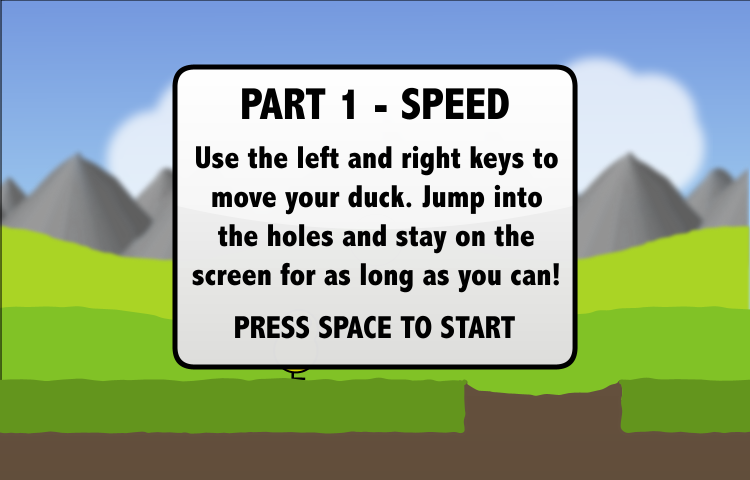 PART 1 - SPEED
Use the left and right keys to
move your duck. Jump into
the holes and stay on the
screen for as long as you can!
PRESS SPACE TO START